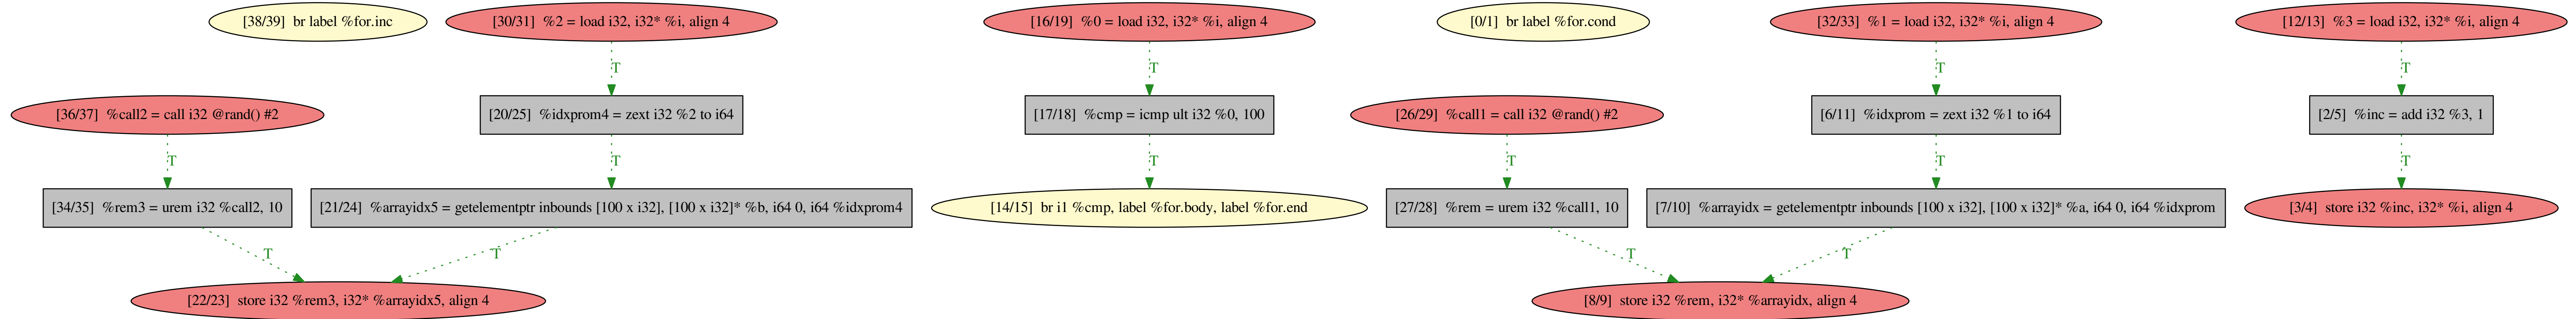 [38/39] br label %for.inc
[30/31] %2 = load i32, i32* %i, align 4
[16/19] %0 = load i32, i32* %i, align 4
[0/1] br label %for.cond
[32/33] %1 = load i32, i32* %i, align 4
[12/13] %3 = load i32, i32* %i, align 4
T
T
T
T
[36/37] %call2 = call i32 @rand() #2
[20/25] %idxprom4 = zext i32 %2 to i64
[17/18] %cmp = icmp ult i32 %0, 100
[26/29] %call1 = call i32 @rand() #2
[6/11] %idxprom = zext i32 %1 to i64
[2/5] %inc = add i32 %3, 1
T
T
T
T
T
T
[34/35] %rem3 = urem i32 %call2, 10
[21/24] %arrayidx5 = getelementptr inbounds [100 x i32], [100 x i32]* %b, i64 0, i64 %idxprom4
[14/15] br i1 %cmp, label %for.body, label %for.end
[27/28] %rem = urem i32 %call1, 10
[7/10] %arrayidx = getelementptr inbounds [100 x i32], [100 x i32]* %a, i64 0, i64 %idxprom
[3/4] store i32 %inc, i32* %i, align 4
T
T
T
T
[22/23] store i32 %rem3, i32* %arrayidx5, align 4
[8/9] store i32 %rem, i32* %arrayidx, align 4